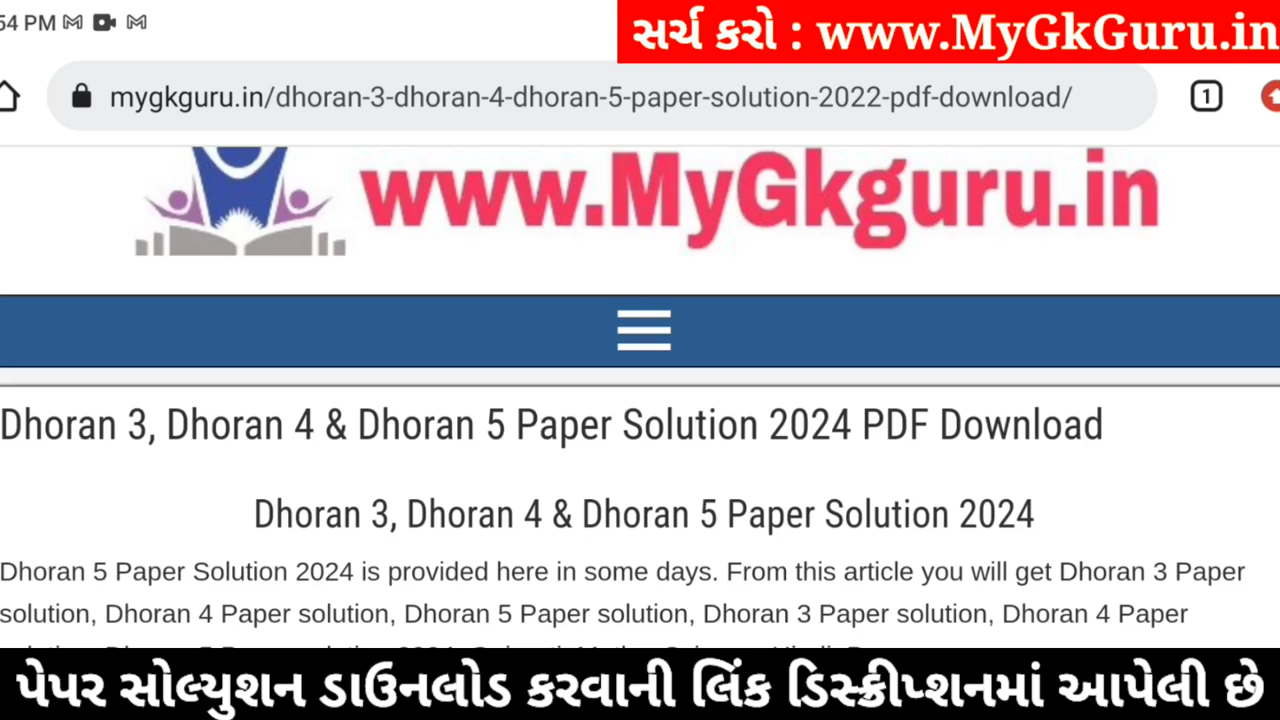 54 PM
સર્ચ કરો : www.MyGkGuru.in
mygkguru.in/dhoran-3-dhoran-4-dhoran-5-paper-solution-2022-pdf-download/
1
www.MyGkguru.in
Dhoran 3, Dhoran 4 & Dhoran 5 Paper Solution 2024 PDF Download
Dhoran 3, Dhoran 4 & Dhoran 5 Paper Solution 2024
Dhoran 5 Paper Solution 2024 is provided here in some days. From this article you will get Dhoran 3 Paper
solution, Dhoran 4 Paper solution, Dhoran 5 Paper solution, Dhoran 3 Paper solution, Dhoran 4 Paper
પેપર સોલ્યુશન ડાઉનલોડ કરવાની લિંક ડિસ્ક્રીપ્શનમાં આપેલી છે